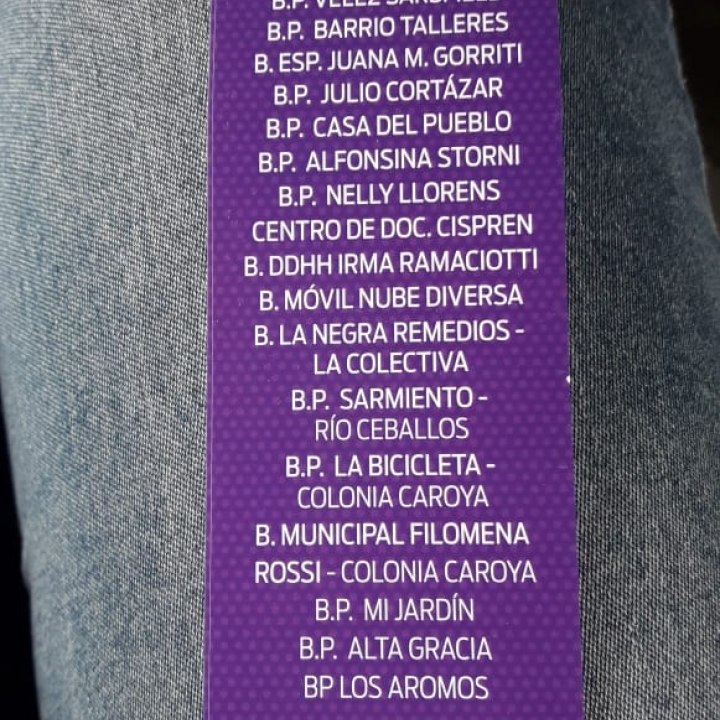 B.P. VÉLEZ SARSFIELD
B.P. BARRIO TALLERES
B. ESP. JUANA M. GORRITI
B.P. JULIO CORTÁZAR
B.P. CASA DEL PUEBLO
B.P. ALFONSINA STORNI
B.P. NELLY LLORENS
CENTRO DE DOC. CISPREN
B. DDHH IRMA RAMACIOTTI
B. MÓVIL NUBE DIVERSA
B. LA NEGRA REMEDIOS -
LA COLECTIVA
B.P. SARMIENTO -
RÍO CEBALLOS
B.P. LA BICICLETA -
COLONIA CAROYA
B. MUNICIPAL FILOMENA
ROSSI - COLONIA CAROYA
B.P. MI JARDÍN
B.P. ALTA GRACIA
BP LOS AROMOS